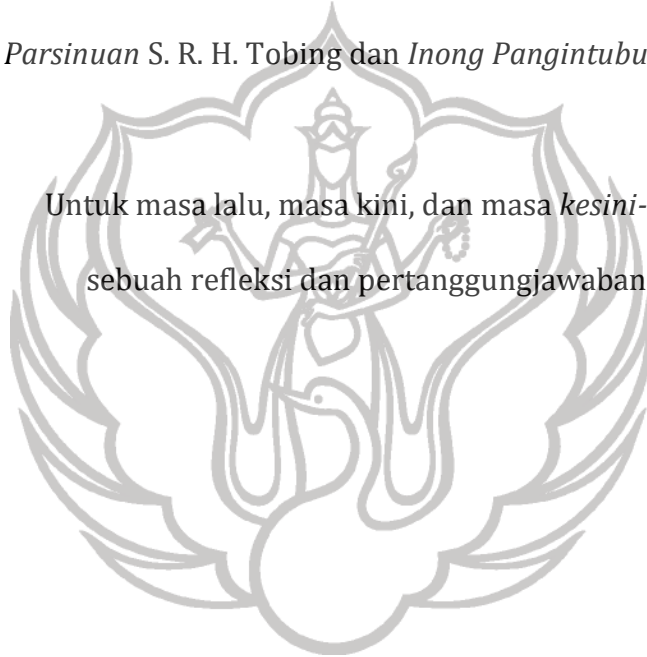 Parsinuan S. R. H. Tobing dan Inong Pangintubu
Untuk masa lalu, masa kini, dan masa kesini-
sebuah refleksi dan pertanggungjawaban